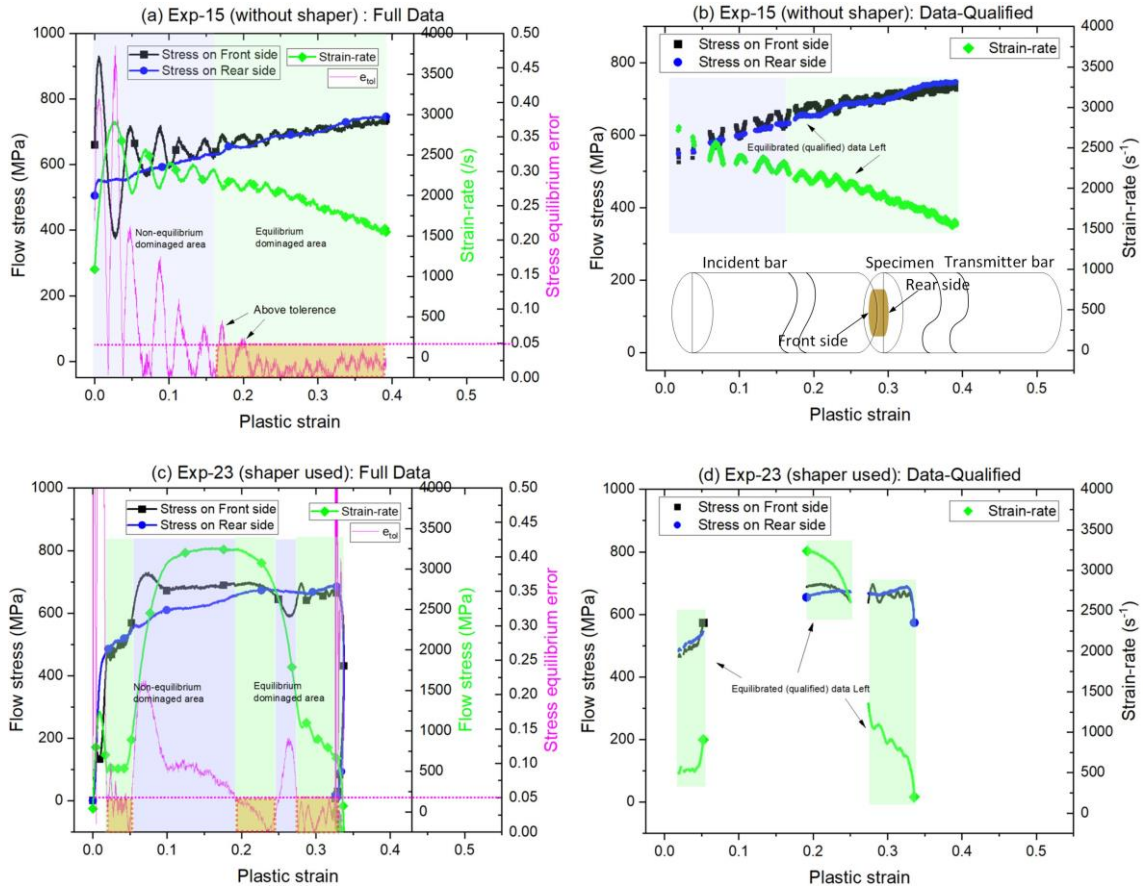 (a) Exp-15 (without shaper) : Full Data
Stress on Front side
Stress on Rear side
Strain-rate
e_tol
Flow stress (MPa)
1000
800
600
400
200
0
Non-equilibrium
dominaged area
Equilibrium
dominaged area
Above tolerence
0.0 0.1 0.2 0.3 0.4 0.5
Plastic strain
4000
3000
2500
2000
1500
1000
500
0
Strain-rate (/s)
0.50
0.45
0.40
0.35
0.30
0.25
0.20
0.15
0.10
0.05
0.00
Stress equilibrium error
(b) Exp-15 (without shaper): Data-Qualified
Stress on Front side
Stress on Rear side
Strain-rate
Flow stress (MPa)
1000
800
600
400
200
0
Equilibrated (qualified) data Left
Incident bar
Specimen
Transmitter bar
Rear side
Front side
0.0 0.1 0.2 0.3 0.4 0.5
Plastic strain
4000
3500
3000
2500
2000
1500
1000
500
0
Strain-rate (s⁻¹)
(c) Exp-23 (shaper used): Full Data
Stress on Front side
Stress on Rear side
Strain-rate
e_tol
Flow stress (MPa)
1000
800
600
400
200
0
Non-equilibrium
dominaged area
Equilibrium
dominaged area
0.0 0.1 0.2 0.3 0.4 0.5
Plastic strain
4000
3000
2500
2000
1500
1000
500
0
Flow stress (MPa)
0.50
0.45
0.40
0.35
0.30
0.25
0.20
0.15
0.10
0.05
0.00
Stress equilibrium error
(d) Exp-23 (shaper used): Data-Qualified
Stress on Front side
Stress on Rear side
Strain-rate
Flow stress (MPa)
1000
800
600
400
200
0
Equilibrated (qualified) data Left
0.0 0.1 0.2 0.3 0.4 0.5
Plastic strain
4000
3500
3000
2500
2000
1500
1000
500
0
Strain-rate (s⁻¹)